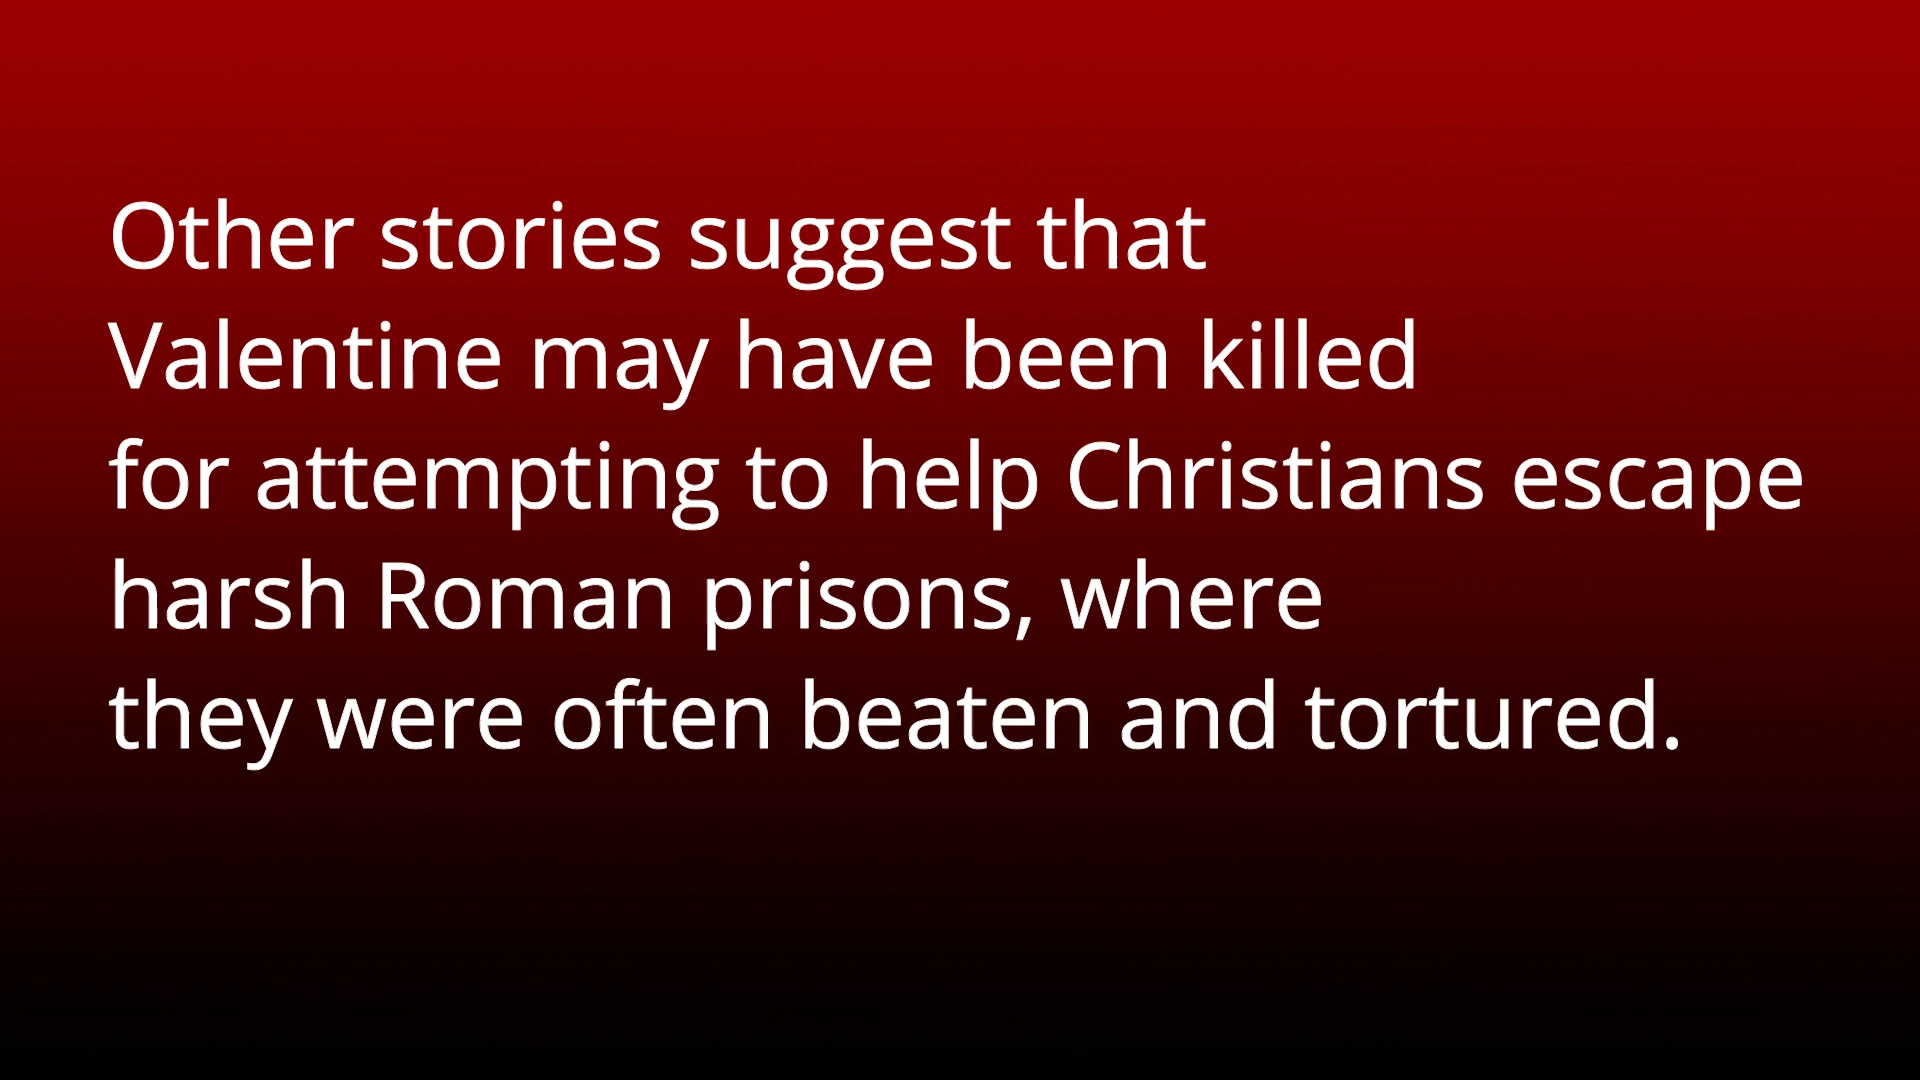 Other stories suggest that
Valentine may have been killed
for attempting to help Christians escape
harsh Roman prisons, where
they were often beaten and tortured.